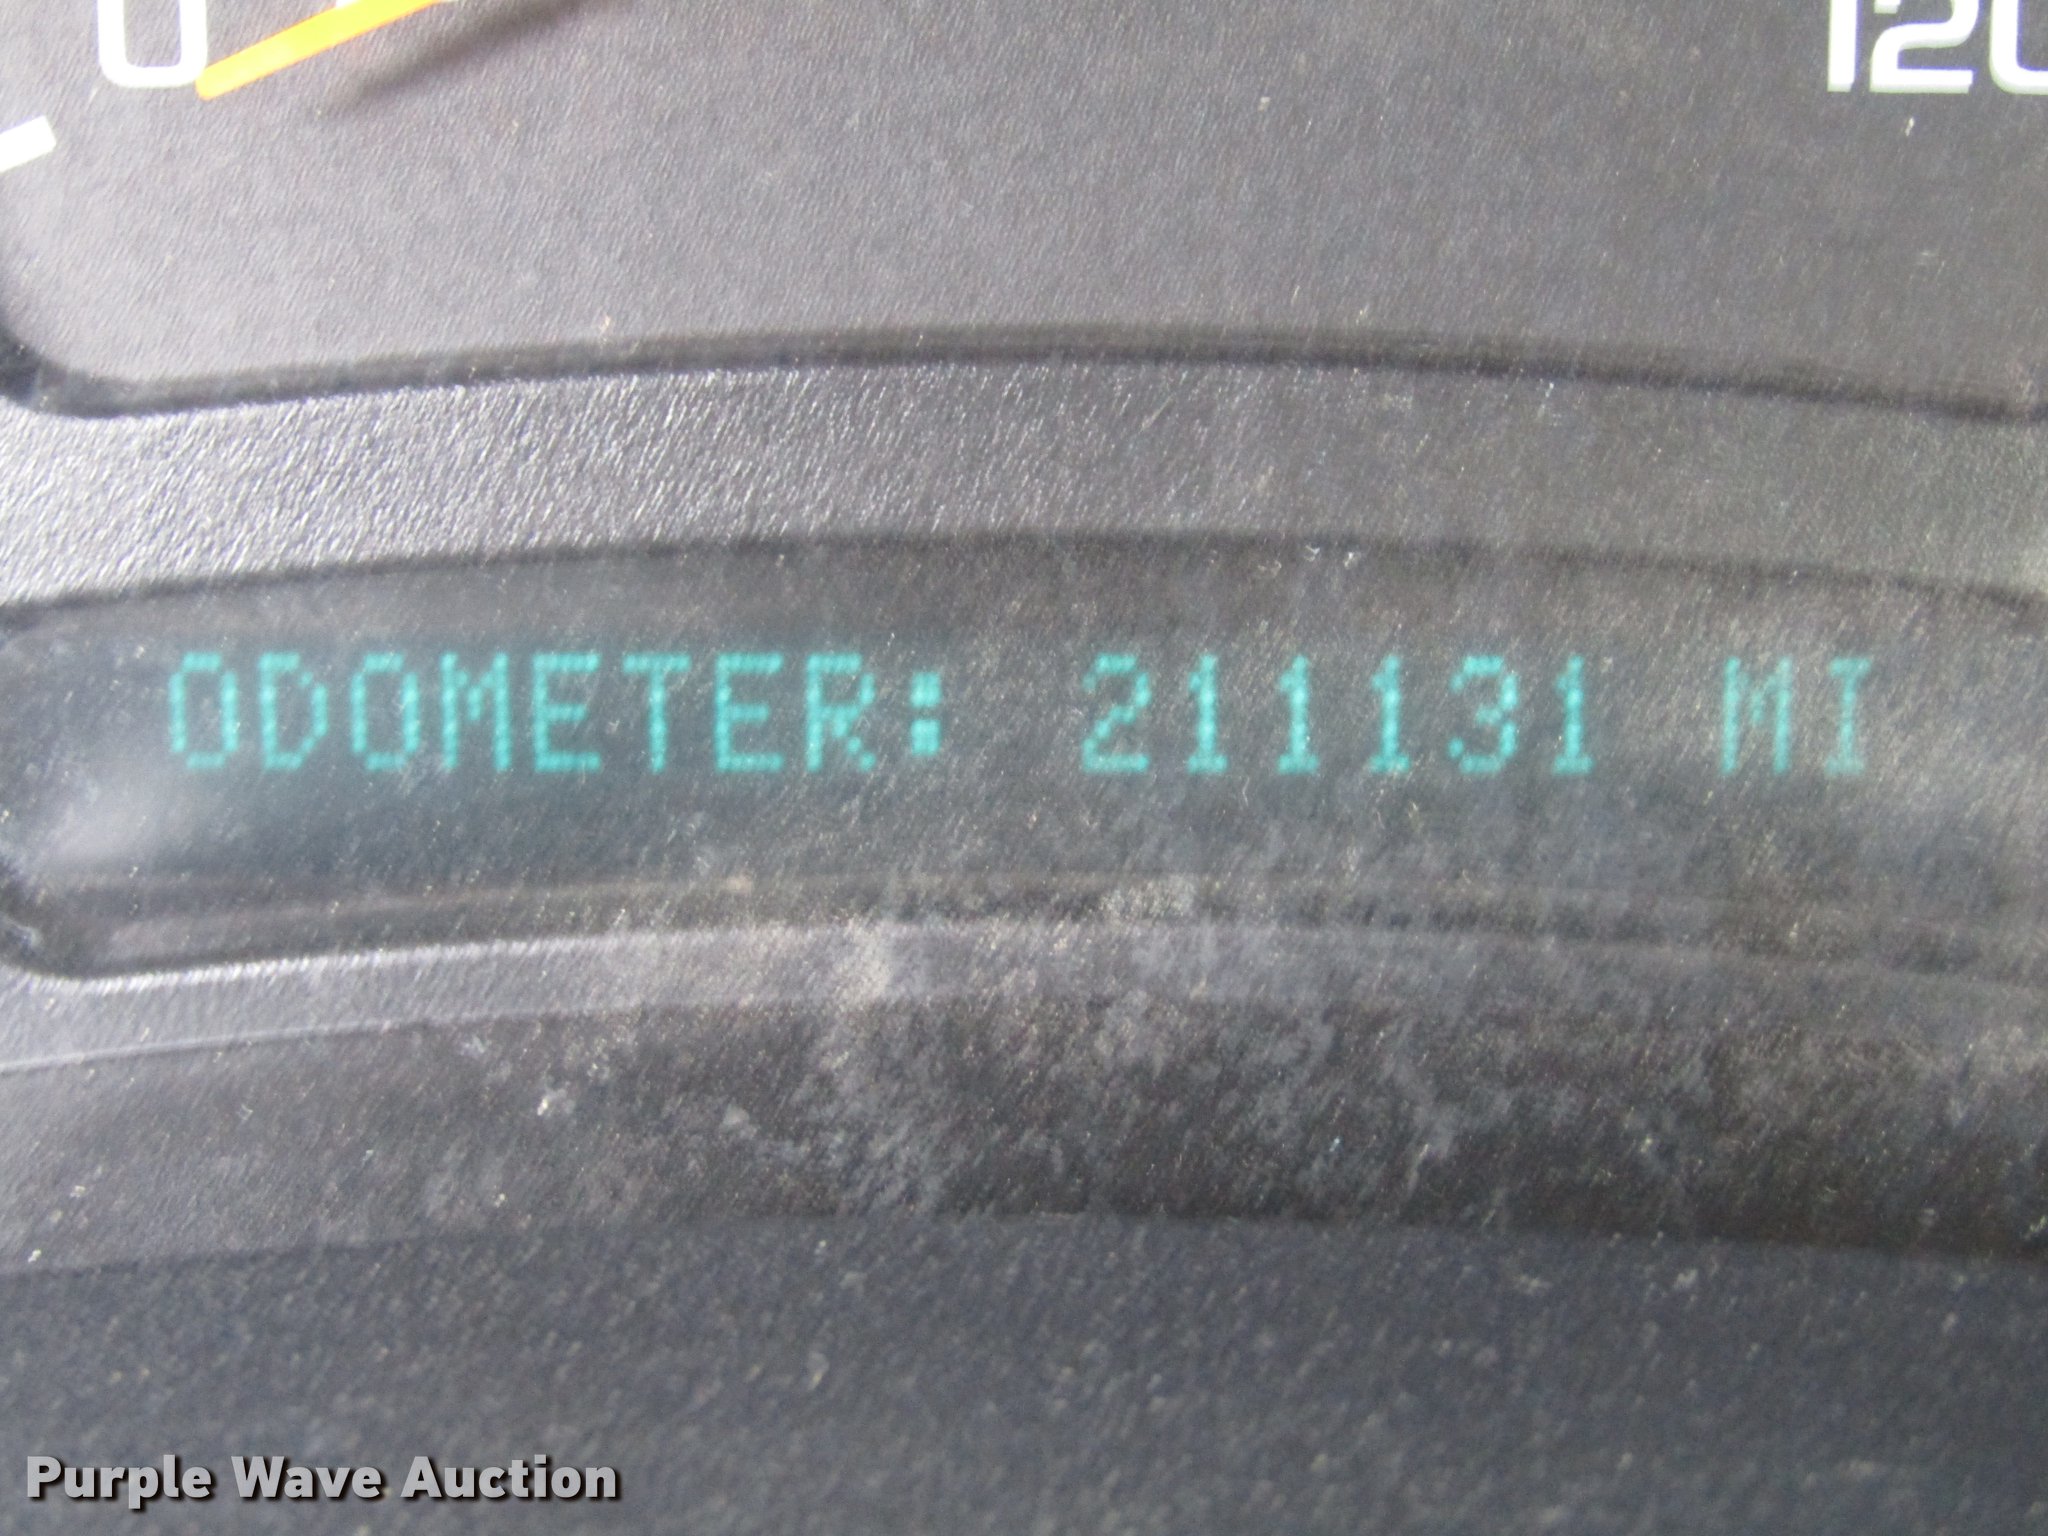 0 120
ODOMETER: 211131 MI
Purple Wave Auction